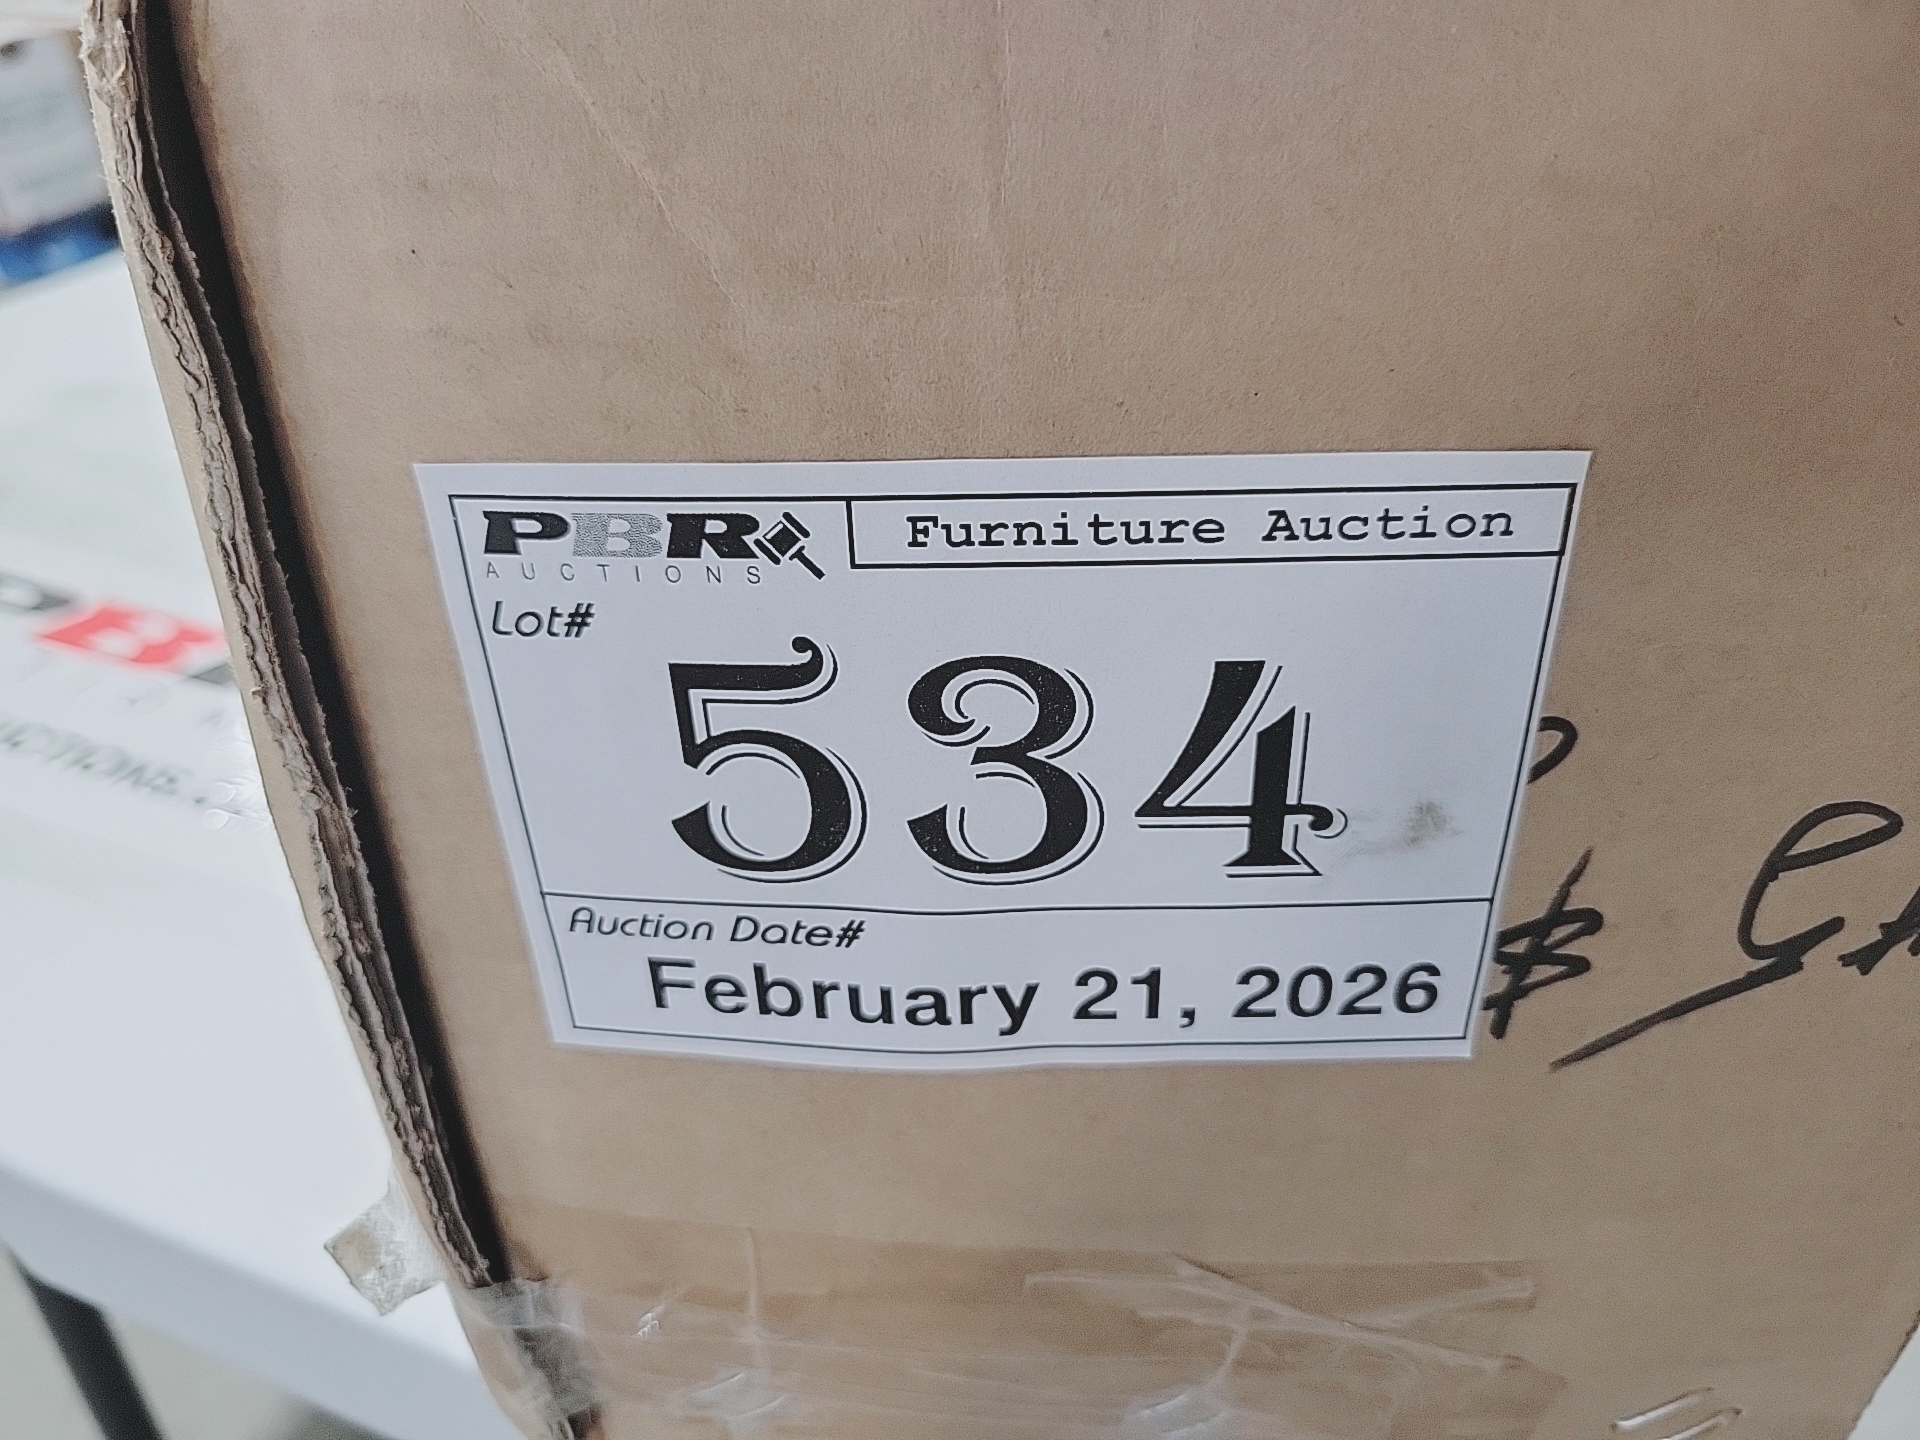 PBR
AUCTIONS
Furniture Auction
Lot#
534
Auction Date#
February 21, 2026